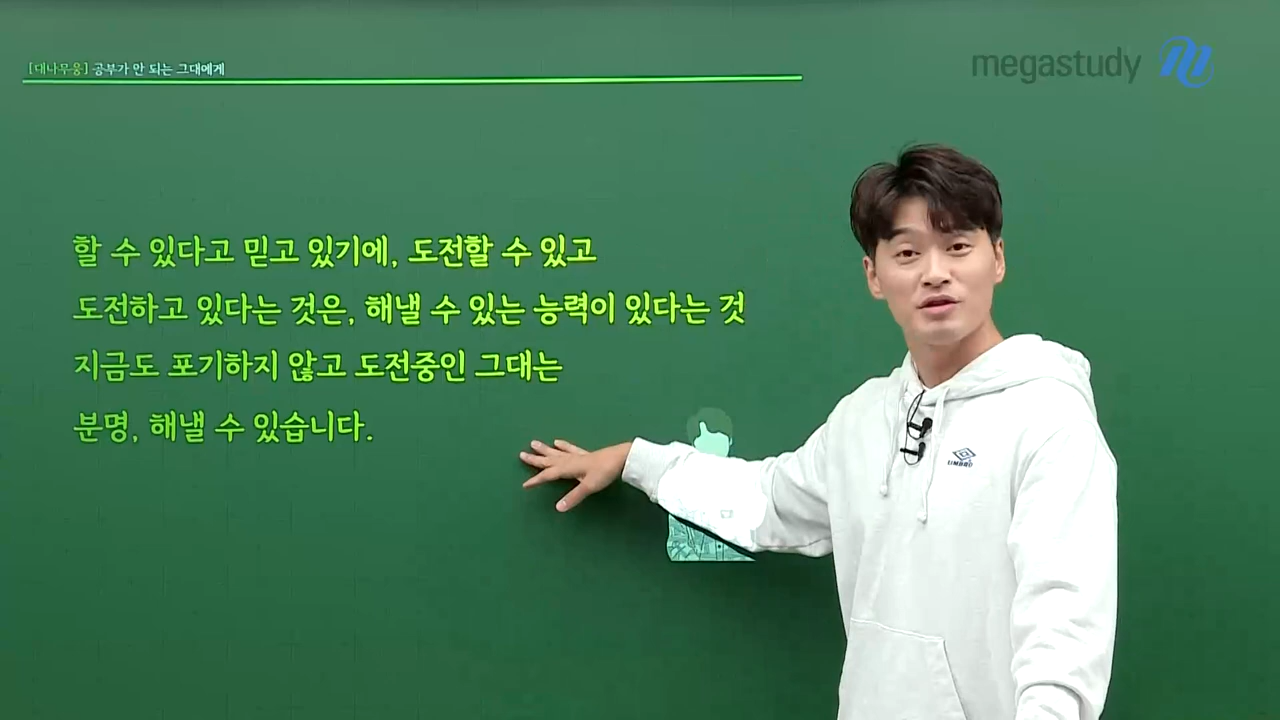 [대나무웅] 공부가 안 되는 그대에게
megastudy
할 수 있다고 믿고 있기에, 도전할 수 있고
도전하고 있다는 것은, 해낼 수 있는 능력이 있다는 것
지금도 포기하지 않고 도전중인 그대는
분명, 해낼 수 있습니다.
UMBRO